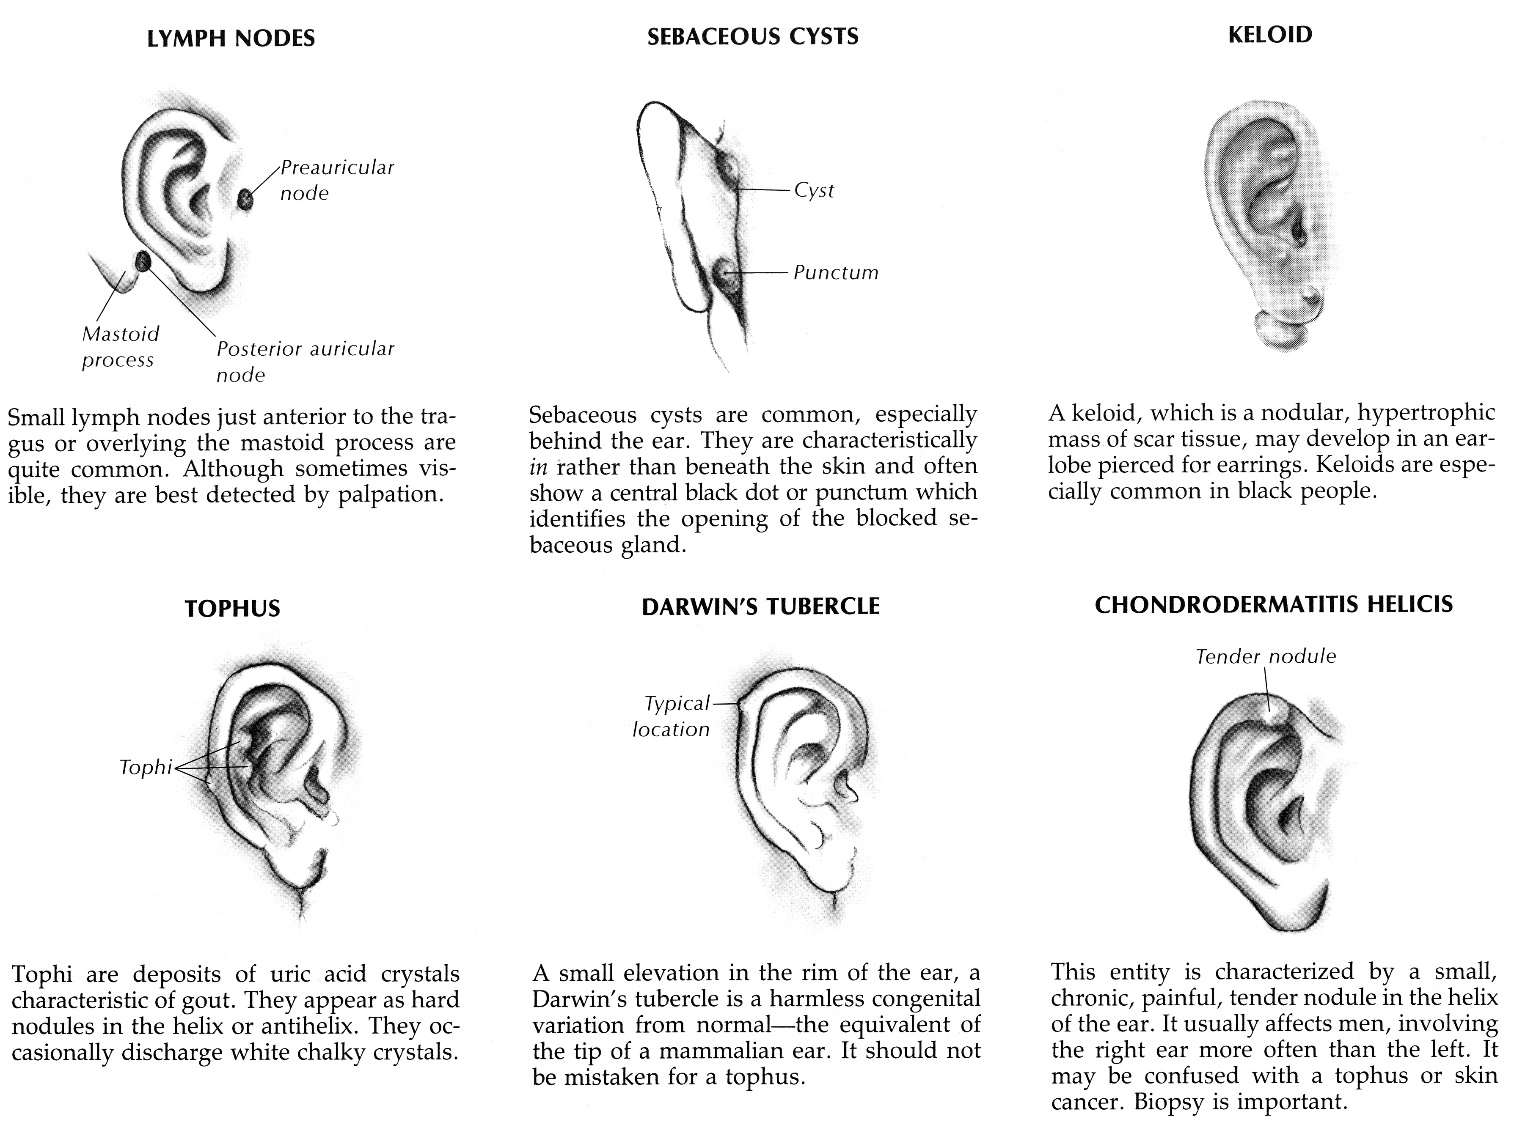 LYMPH NODES
Preauricular
node
Mastoid
process
Posterior auricular
node
Small lymph nodes just anterior to the tra-
gus or overlying the mastoid process are
quite common. Although sometimes vis-
ible, they are best detected by palpation.
SEBACEOUS CYSTS
Cyst
Punctum
Sebaceous cysts are common, especially
behind the ear. They are characteristically
in rather than beneath the skin and often
show a central black dot or punctum which
identifies the opening of the blocked se-
baceous gland.
KELOID
A keloid, which is a nodular, hypertrophic
mass of scar tissue, may develop in an ear-
lobe pierced for earrings. Keloids are espe-
cially common in black people.
TOPHUS
Tophi
Tophi are deposits of uric acid crystals
characteristic of gout. They appear as hard
nodules in the helix or antihelix. They oc-
casionally discharge white chalky crystals.
DARWIN'S TUBERCLE
Typical
location
A small elevation in the rim of the ear, a
Darwin's tubercle is a harmless congenital
variation from normal—the equivalent of
the tip of a mammalian ear. It should not
be mistaken for a tophus.
CHONDRODERMATITIS HELICIS
Tender nodule
This entity is characterized by a small,
chronic, painful, tender nodule in the helix
of the ear. It usually affects men, involving
the right ear more often than the left. It
may be confused with a tophus or skin
cancer. Biopsy is important.